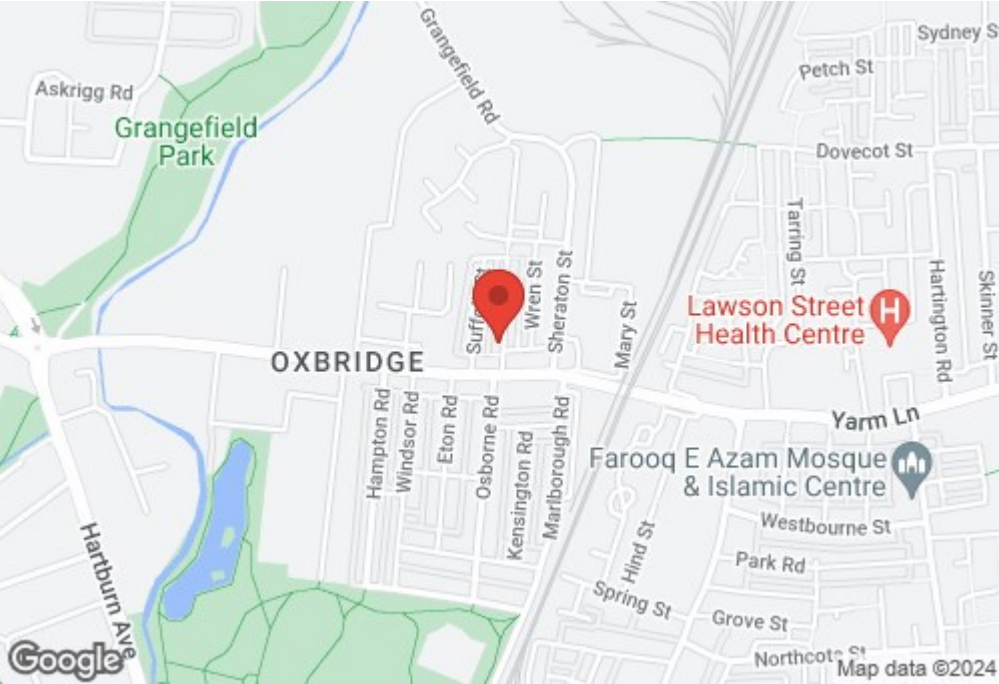 Sydney S
Grangefield Rd
Petch St
Askrigg Rd
Grangefield
Park
Dovecot St
Tarring St
Hartington Rd
Skinner St
Wren St
Sheraton St
Mary St
Lawson Street
Health Centre
H
OXBRIDGE
Hampton Rd
Windsor Rd
Eton Rd
Osborne Rd
Kensington Rd
Marlborough Rd
Yarm Ln
Farooq E Azam Mosque
& Islamic Centre
Westbourne St
Hind St
Park Rd
Hartburn Ave
Spring St
Grove St
Northcote St
Google
Map data ©2024